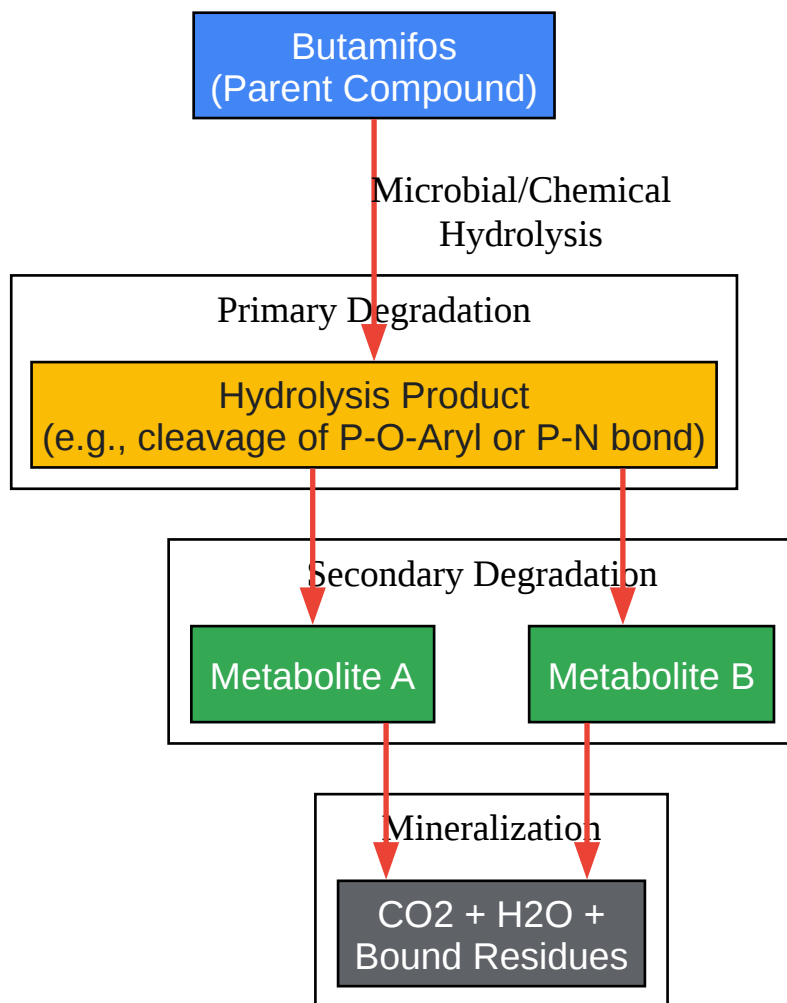 Butamifos
(Parent Compound)
Microbial/Chemical
Hydrolysis
Primary Degradation
Hydrolysis Product
(e.g., cleavage of P-O-Aryl or P-N bond)
Secondary Degradation
Metabolite A
Metabolite B
Mineralization
CO2 + H2O +
Bound Residues